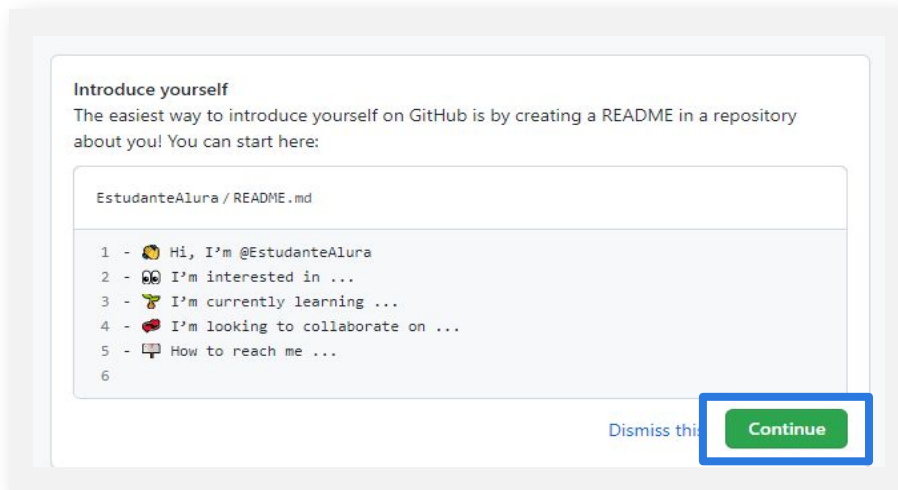 Introduce yourself
The easiest way to introduce yourself on GitHub is by creating a README in a repository
about you! You can start here:
EstudanteAlura / README.md
1 - 👋 Hi, I’m @EstudanteAlura
2 - 👀 I’m interested in ...
3 - 🌱 I’m currently learning ...
4 - 💞️ I’m looking to collaborate on ...
5 - 📫 How to reach me ...
6
Dismiss this Continue